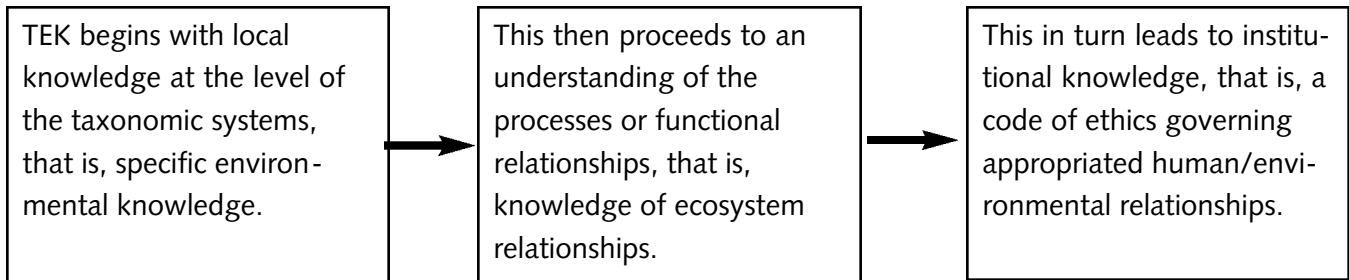 TEK begins with local
knowledge at the level of
the taxonomic systems,
that is, specific environ-
mental knowledge.
This then proceeds to an
understanding of the
processes or functional
relationships, that is,
knowledge of ecosystem
relationships.
This in turn leads to institu-
tional knowledge, that is, a
code of ethics governing
appropriated human/envi-
ronmental relationships.